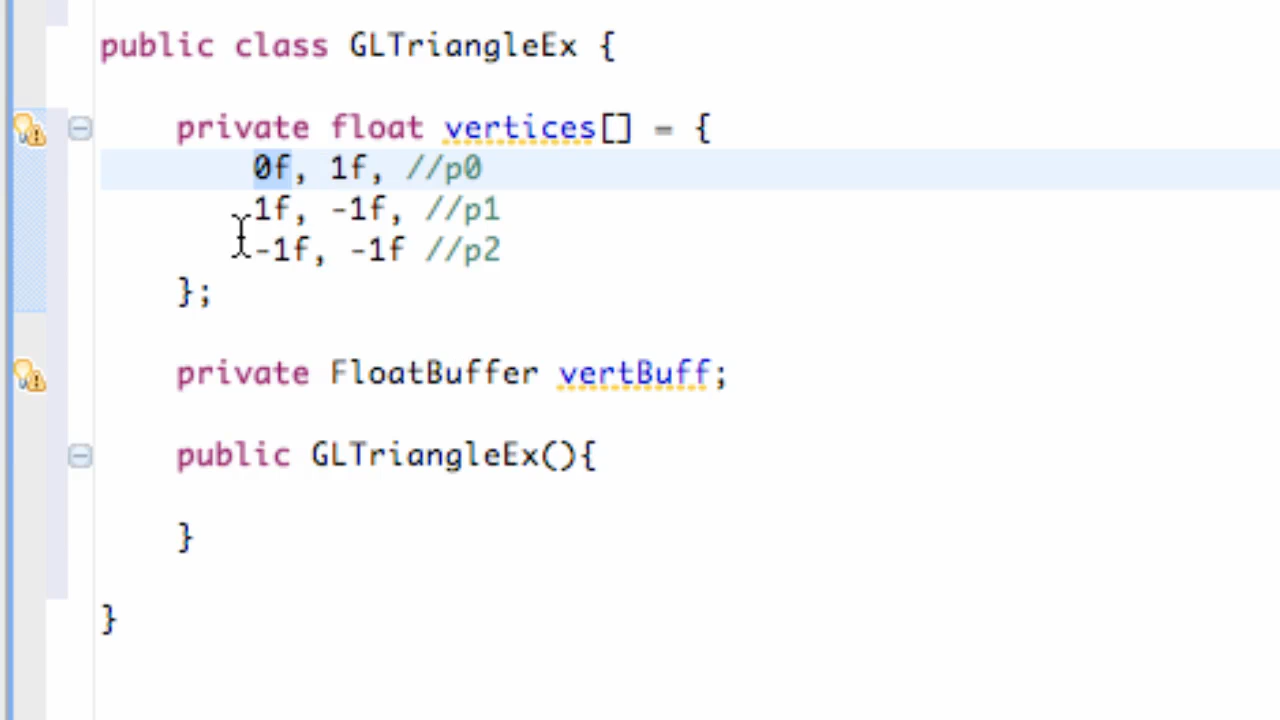 public class GLTriangleEx {
private float vertices[] = {
0f, 1f, //p0
1f, -1f, //p1
-1f, -1f //p2
};
private FloatBuffer vertBuff;
public GLTriangleEx(){
}
}